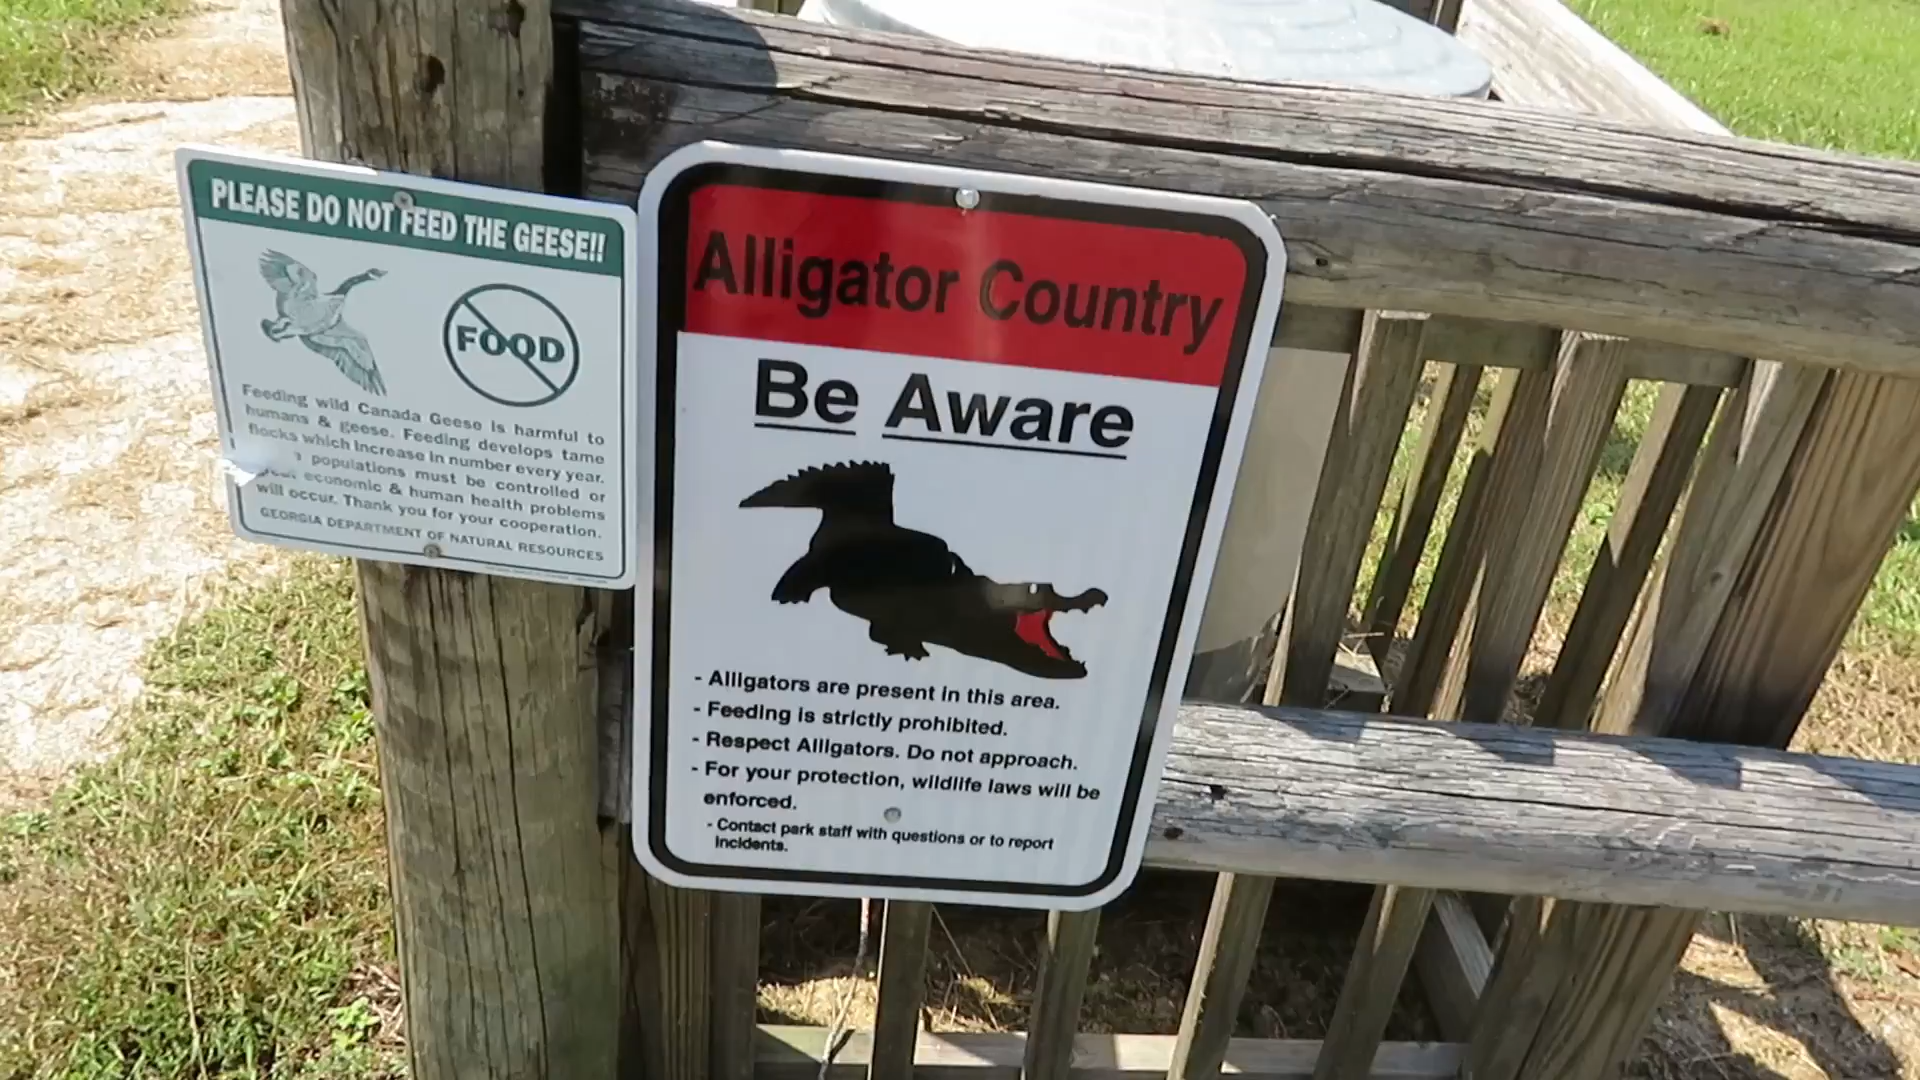 PLEASE DO NOT FEED THE GEESE!!
FOOD
Feeding wild Canada Geese is harmful to
humans & geese. Feeding develops tame
flocks which increase in number every year.
populations must be controlled or
economic & human health problems
will occur. Thank you for your cooperation.
GEORGIA DEPARTMENT OF NATURAL RESOURCES
Alligator Country
Be Aware
- Alligators are present in this area.
- Feeding is strictly prohibited.
- Respect Alligators. Do not approach.
- For your protection, wildlife laws will be
enforced.
- Contact park staff with questions or to report
incidents.